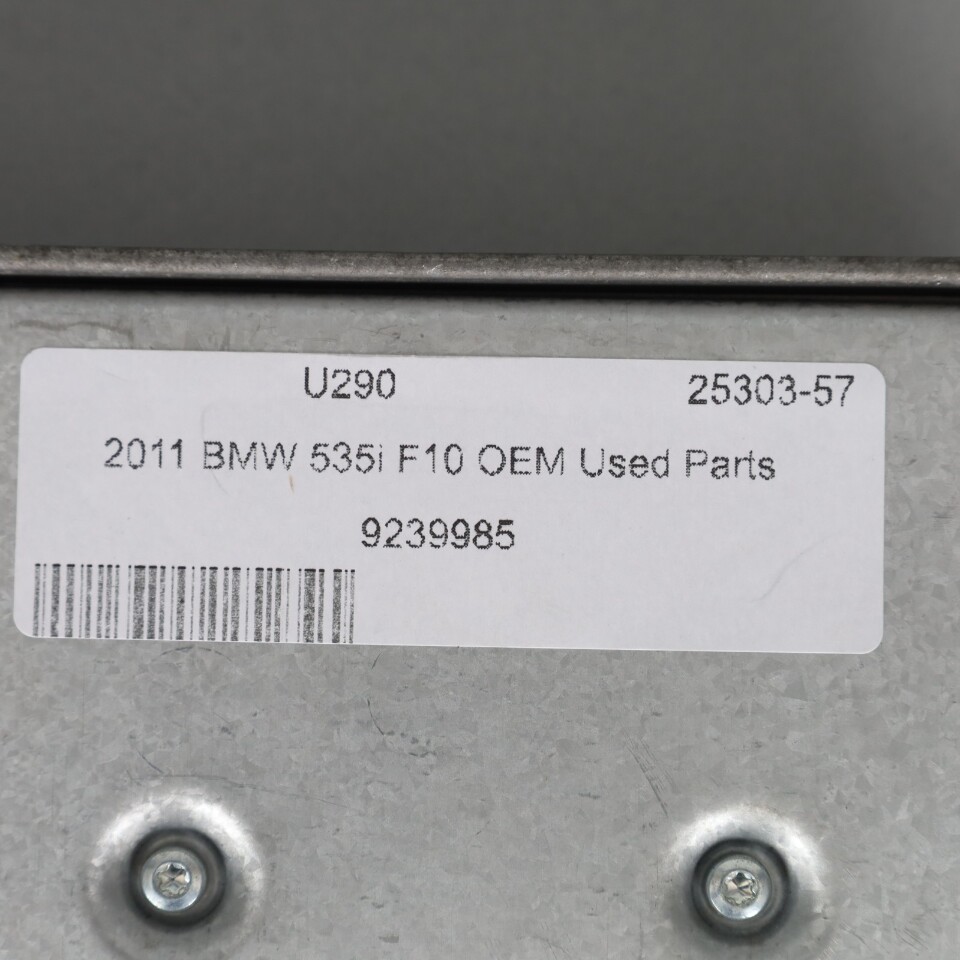 U290 25303-57
2011 BMW 535i F10 OEM Used Parts
9239985